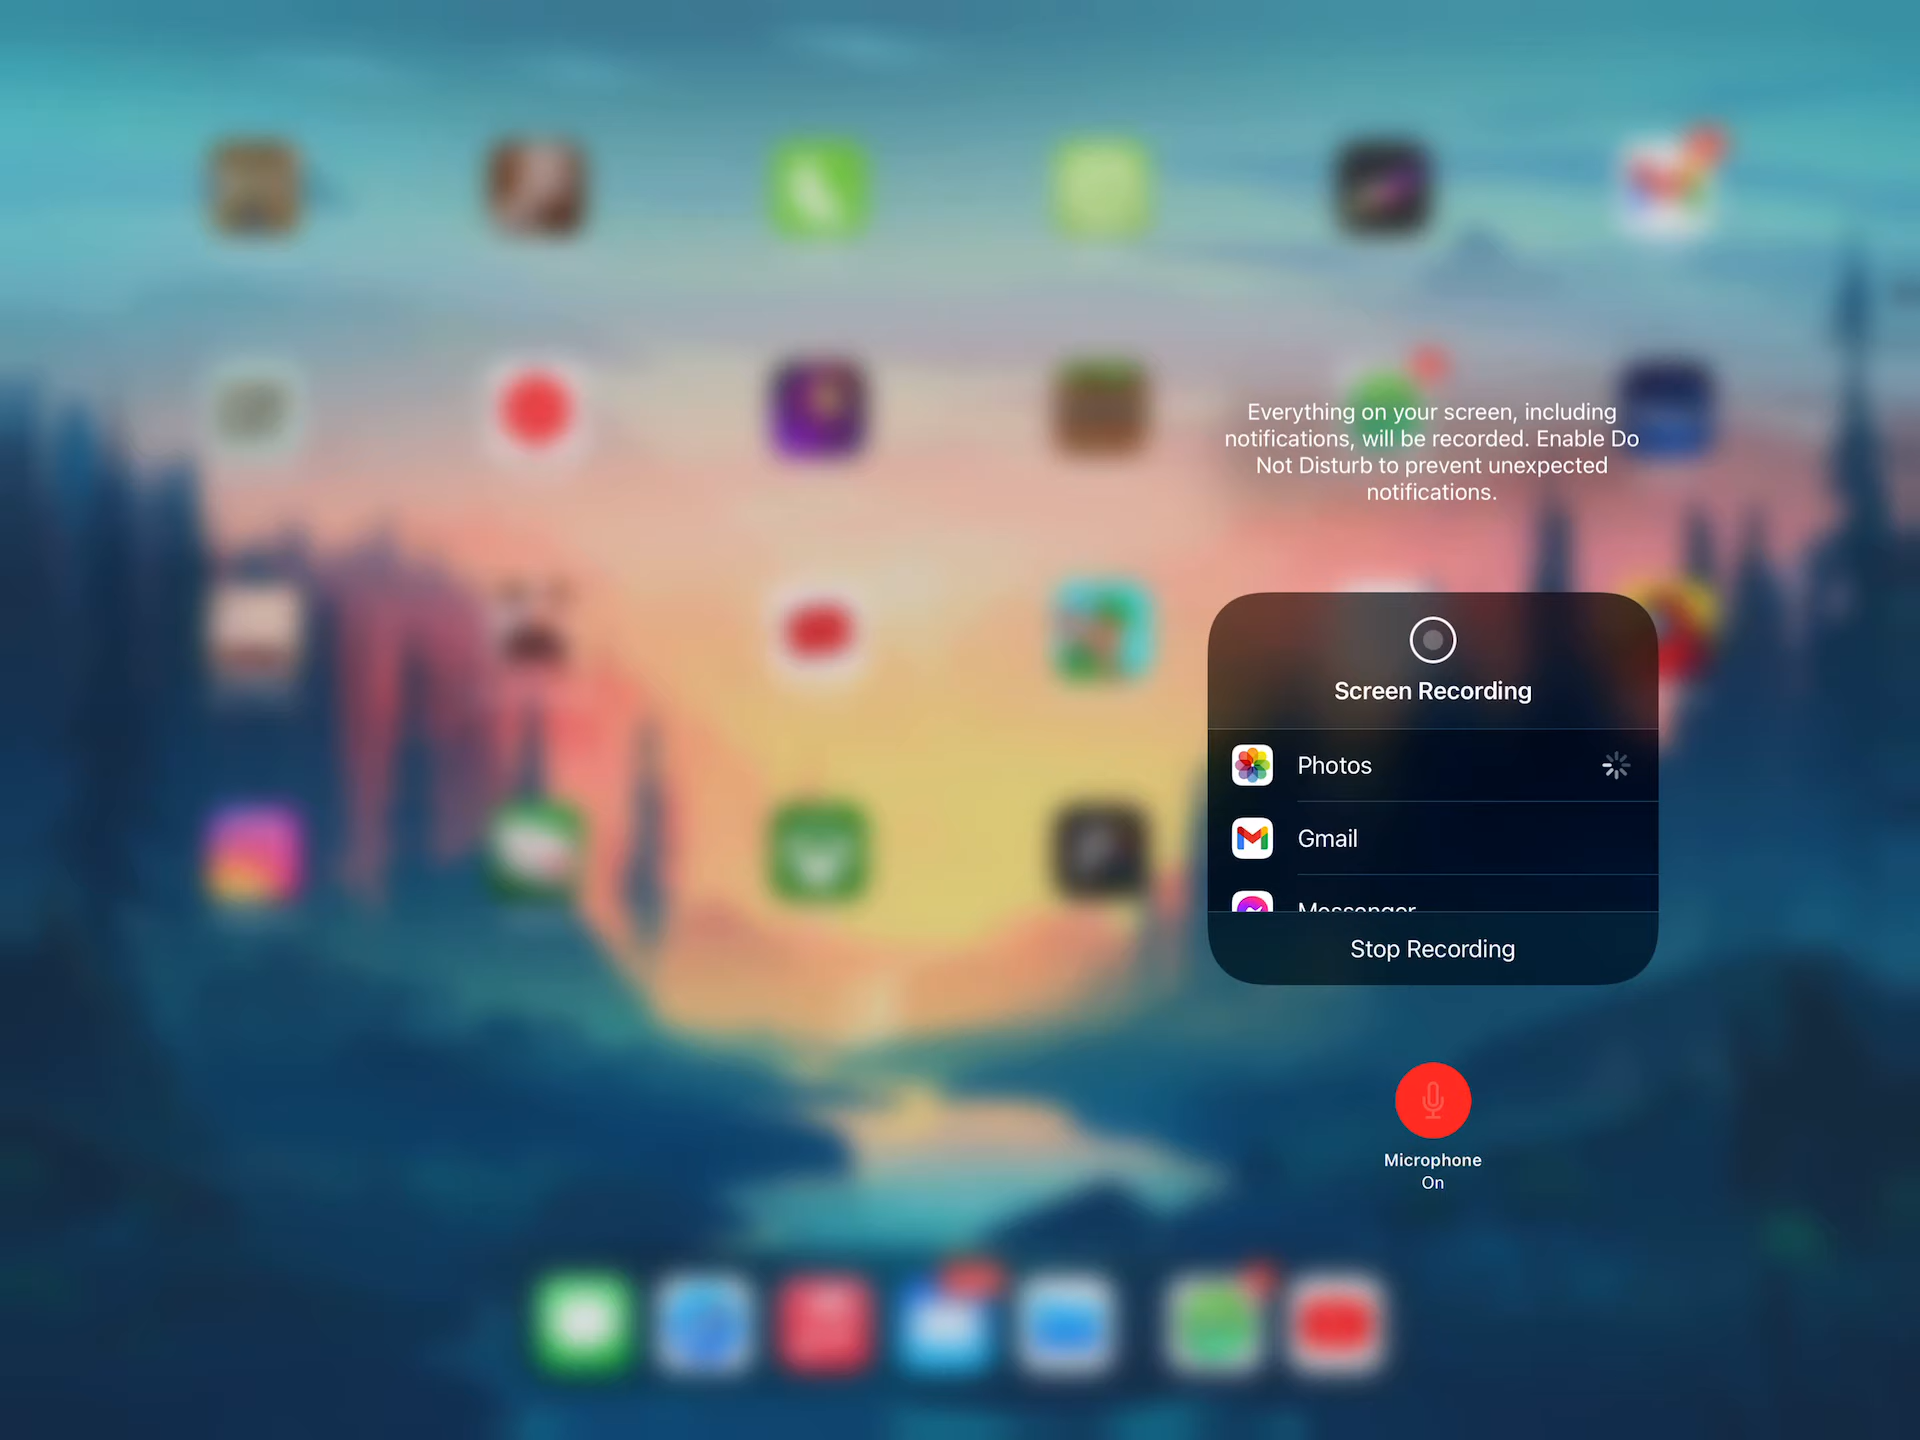 Everything on your screen, including
notifications, will be recorded. Enable Do
Not Disturb to prevent unexpected
notifications.
Screen Recording
Photos
Gmail
Messenger
Stop Recording
Microphone
On